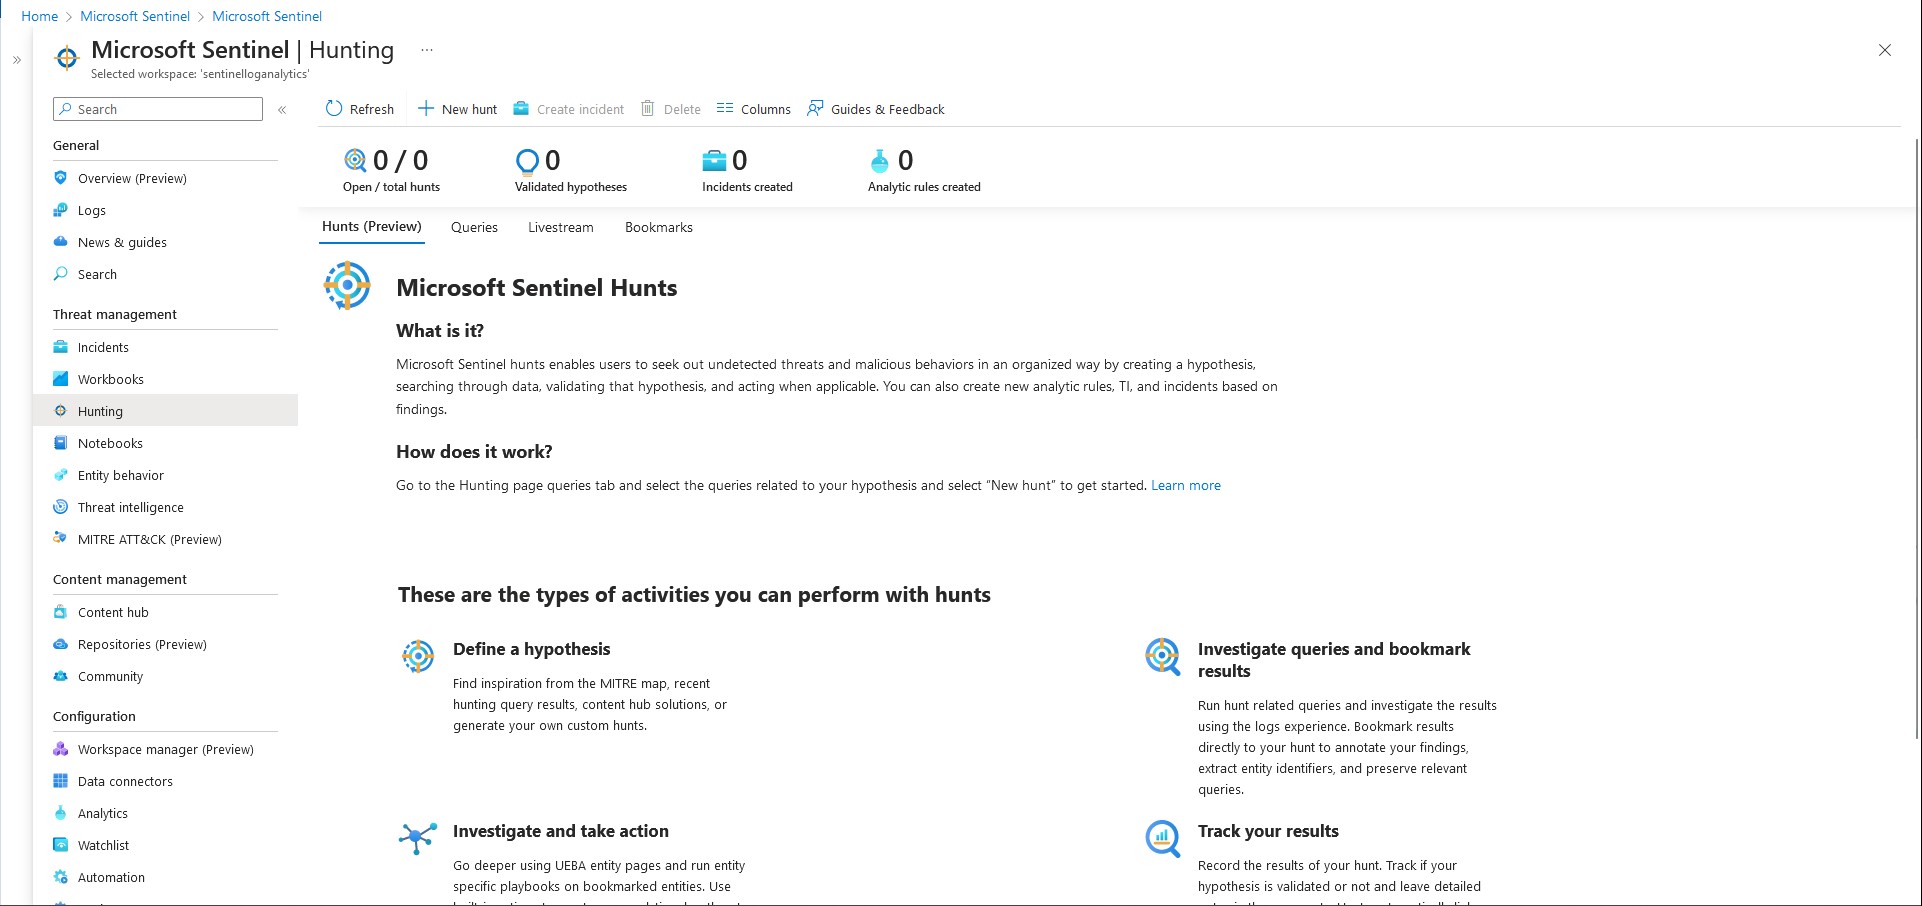 Home > Microsoft Sentinel > Microsoft Sentinel
Microsoft Sentinel | Hunting ...
Selected workspace: 'sentinelloganalytics'
Search
General
Overview (Preview)
Logs
News & guides
Search
Threat management
Incidents
Workbooks
Hunting
Notebooks
Entity behavior
Threat intelligence
MITRE ATT&CK (Preview)
Content management
Content hub
Repositories (Preview)
Community
Configuration
Workspace manager (Preview)
Data connectors
Analytics
Watchlist
Automation
Refresh New hunt Create incident Delete Columns Guides & Feedback
0 / 0
Open / total hunts
0
Validated hypotheses
0
Incidents created
0
Analytic rules created
Hunts (Preview) Queries Livestream Bookmarks
Microsoft Sentinel Hunts
What is it?
Microsoft Sentinel hunts enables users to seek out undetected threats and malicious behaviors in an organized way by creating a hypothesis,
searching through data, validating that hypothesis, and acting when applicable. You can also create new analytic rules, TI, and incidents based on
findings.
How does it work?
Go to the Hunting page queries tab and select the queries related to your hypothesis and select “New hunt” to get started. Learn more
These are the types of activities you can perform with hunts
Define a hypothesis
Find inspiration from the MITRE map, recent
hunting query results, content hub solutions, or
generate your own custom hunts.
Investigate queries and bookmark
results
Run hunt related queries and investigate the results
using the logs experience. Bookmark results
directly to your hunt to annotate your findings,
extract entity identifiers, and preserve relevant
queries.
Investigate and take action
Go deeper using UEBA entity pages and run entity
specific playbooks on bookmarked entities. Use
Track your results
Record the results of your hunt. Track if your
hypothesis is validated or not and leave detailed